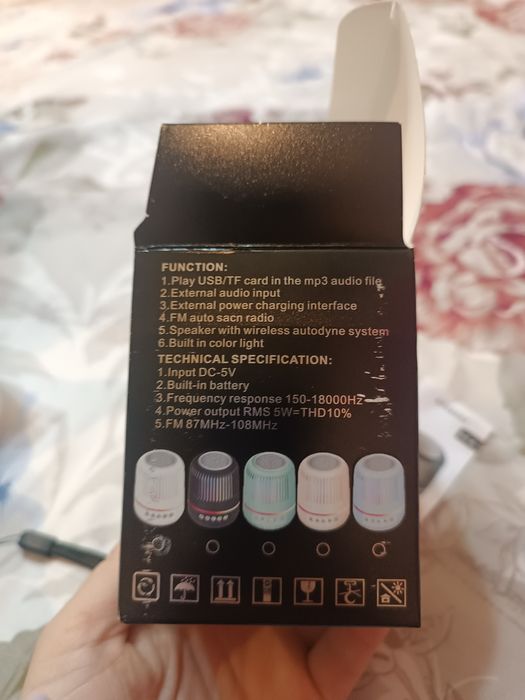 FUNCTION:
1.Play USB/TF card in the mp3 audio file
2.External audio input
3.External power charging interface
4.FM auto sacn radio
5.Speaker with wireless autodyne system
6.Built in color light
TECHNICAL SPECIFICATION:
1.Input DC-5V
2.Built-in battery
3.Frequency response 150-18000Hz
4.Power output RMS 5W=THD10%
5.FM 87MHz-108MHz